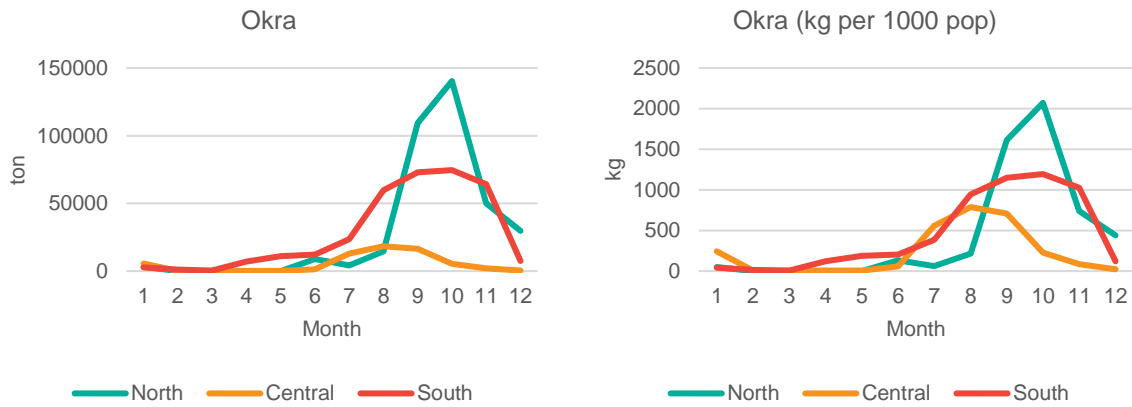 Okra
150000
100000
50000
0
ton
1 2 3 4 5 6 7 8 9 10 11 12
Month
North Central South
Okra (kg per 1000 pop)
2500
2000
1500
1000
500
0
kg
1 2 3 4 5 6 7 8 9 10 11 12
Month
North Central South